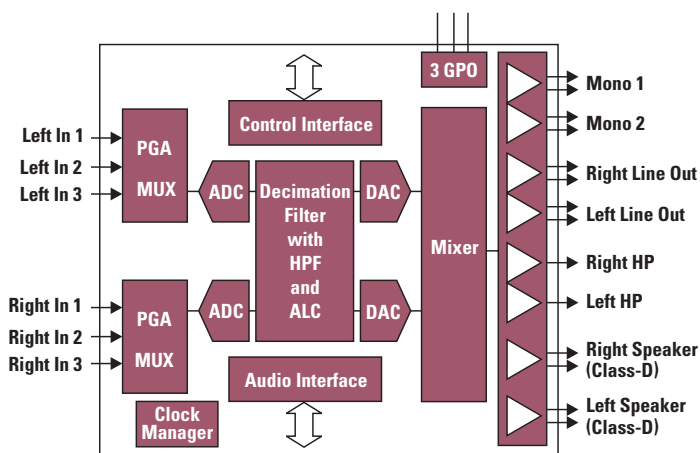 3 GPO
Mono 1
Control Interface
Mono 2
Left In 1
Left In 2
Left In 3
PGA
MUX
ADC
Decimation
Filter
with
HPF
and
ALC
DAC
Mixer
Right Line Out
Left Line Out
Right HP
Left HP
Right In 1
Right In 2
Right In 3
PGA
MUX
ADC
DAC
Right Speaker
(Class-D)
Audio Interface
Left Speaker
(Class-D)
Clock
Manager